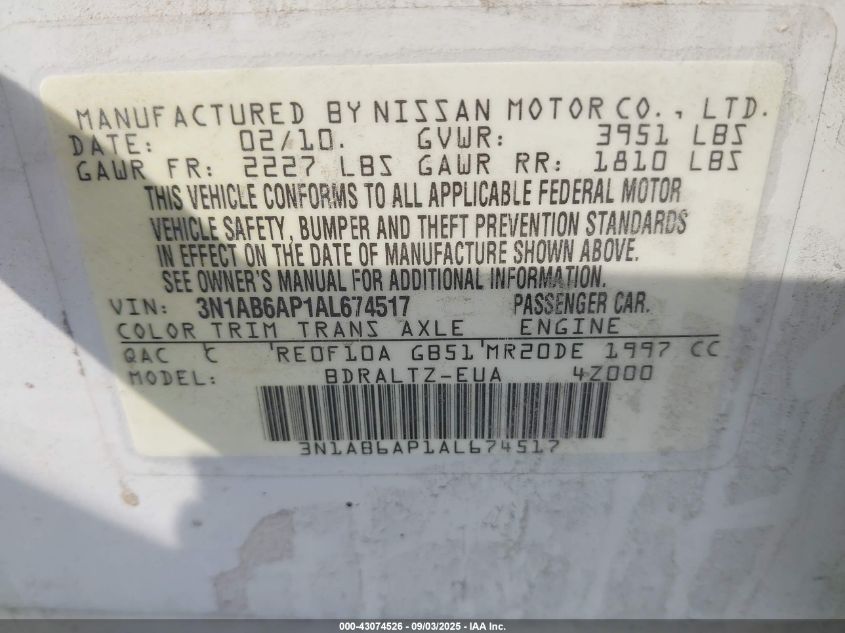 MANUFACTURED BY NISSAN MOTOR CO., LTD.
DATE: 02/10. GVWR: 3951 LBS
GAWR FR: 2227 LBS GAWR RR: 1810 LBS
THIS VEHICLE CONFORMS TO ALL APPLICABLE FEDERAL MOTOR
VEHICLE SAFETY, BUMPER AND THEFT PREVENTION STANDARDS
IN EFFECT ON THE DATE OF MANUFACTURE SHOWN ABOVE.
SEE OWNER'S MANUAL FOR ADDITIONAL INFORMATION.
VIN: 3N1AB6AP1AL674517 PASSENGER CAR.
COLOR TRIM TRANS AXLE ENGINE
QAC C 'RE0F10A GB51'MR20DE 1997 CC
MODEL: BDRALTZ-EUA 4Z000
3N1AB6AP1AL674517
000-43074526 - 09/03/2025 - IAA Inc.